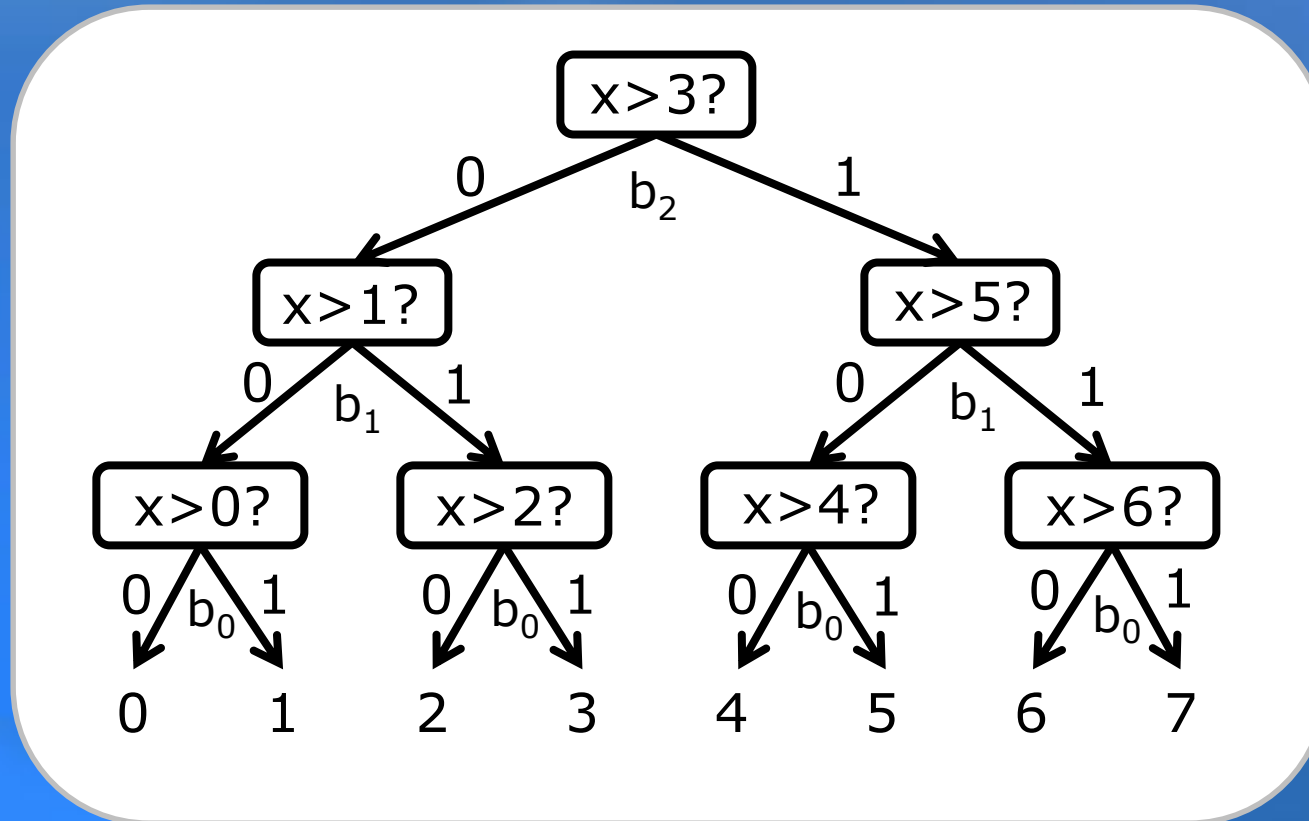 x>3?
0 b₂ 1
x>1? x>5?
0 b₁ 1 0 b₁ 1
x>0? x>2? x>4? x>6?
0 b₀ 1 0 b₀ 1 0 b₀ 1 0 b₀ 1
0 1 2 3 4 5 6 7